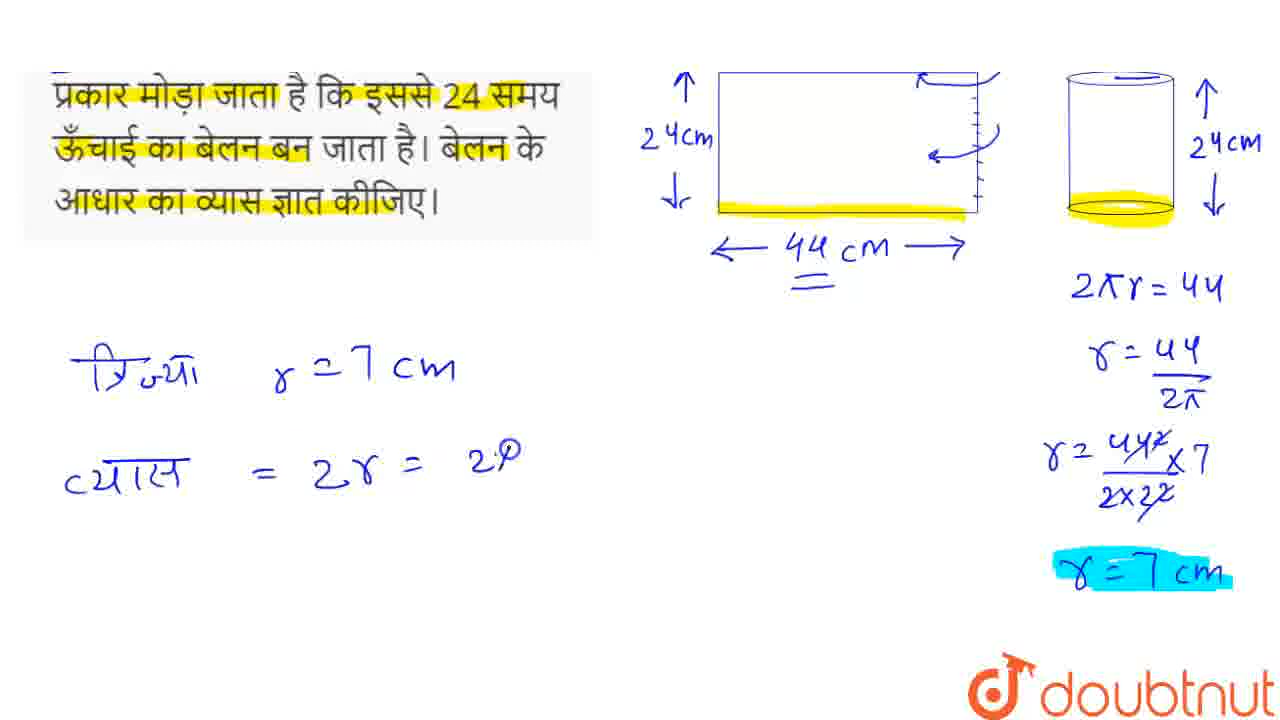 प्रकार मोड़ा जाता है कि इससे 24 समय
ऊँचाई का बेलन बन जाता है। बेलन के
आधार का व्यास ज्ञात कीजिए।
24cm
44 cm
24cm
2πr = 44
r = 44/2π
r = 44/2×22 × 7
r = 7 cm
त्रिज्या r = 7 cm
व्यास = 2r = 2×
doubtnut